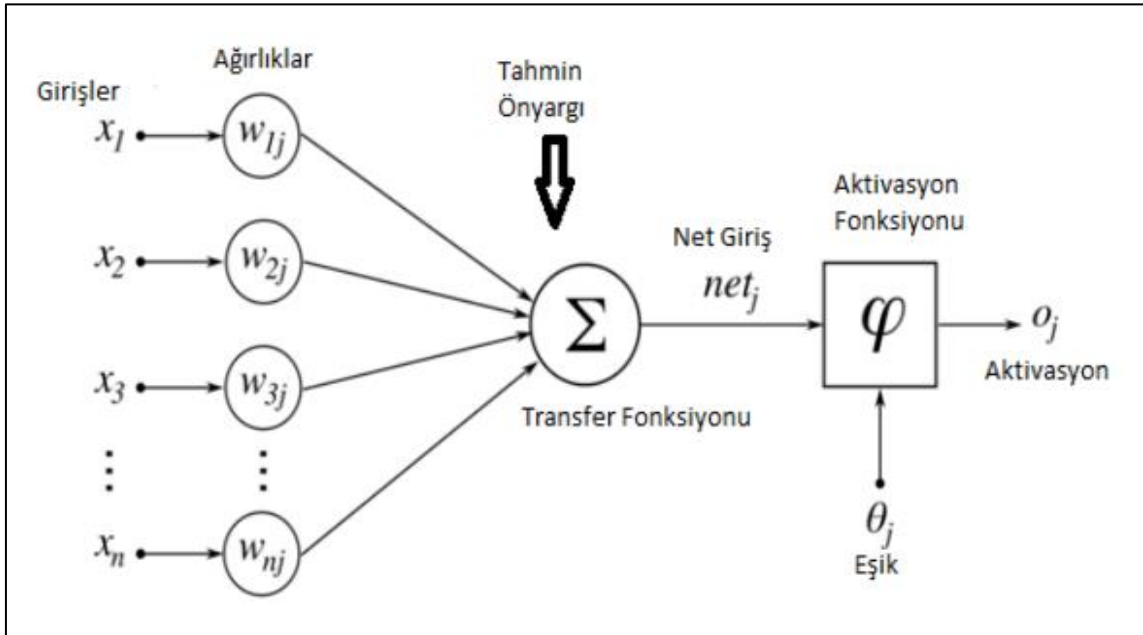 Ağırlıklar
Girişler
Tahmin
Önyargı
x₁
w₁ⱼ
x₂
w₂ⱼ
x₃
w₃ⱼ
⋮
⋮
xₙ
wₙⱼ
Σ
Transfer Fonksiyonu
Net Giriş
netⱼ
Aktivasyon
Fonksiyonu
φ
oⱼ
Aktivasyon
θⱼ
Eşik